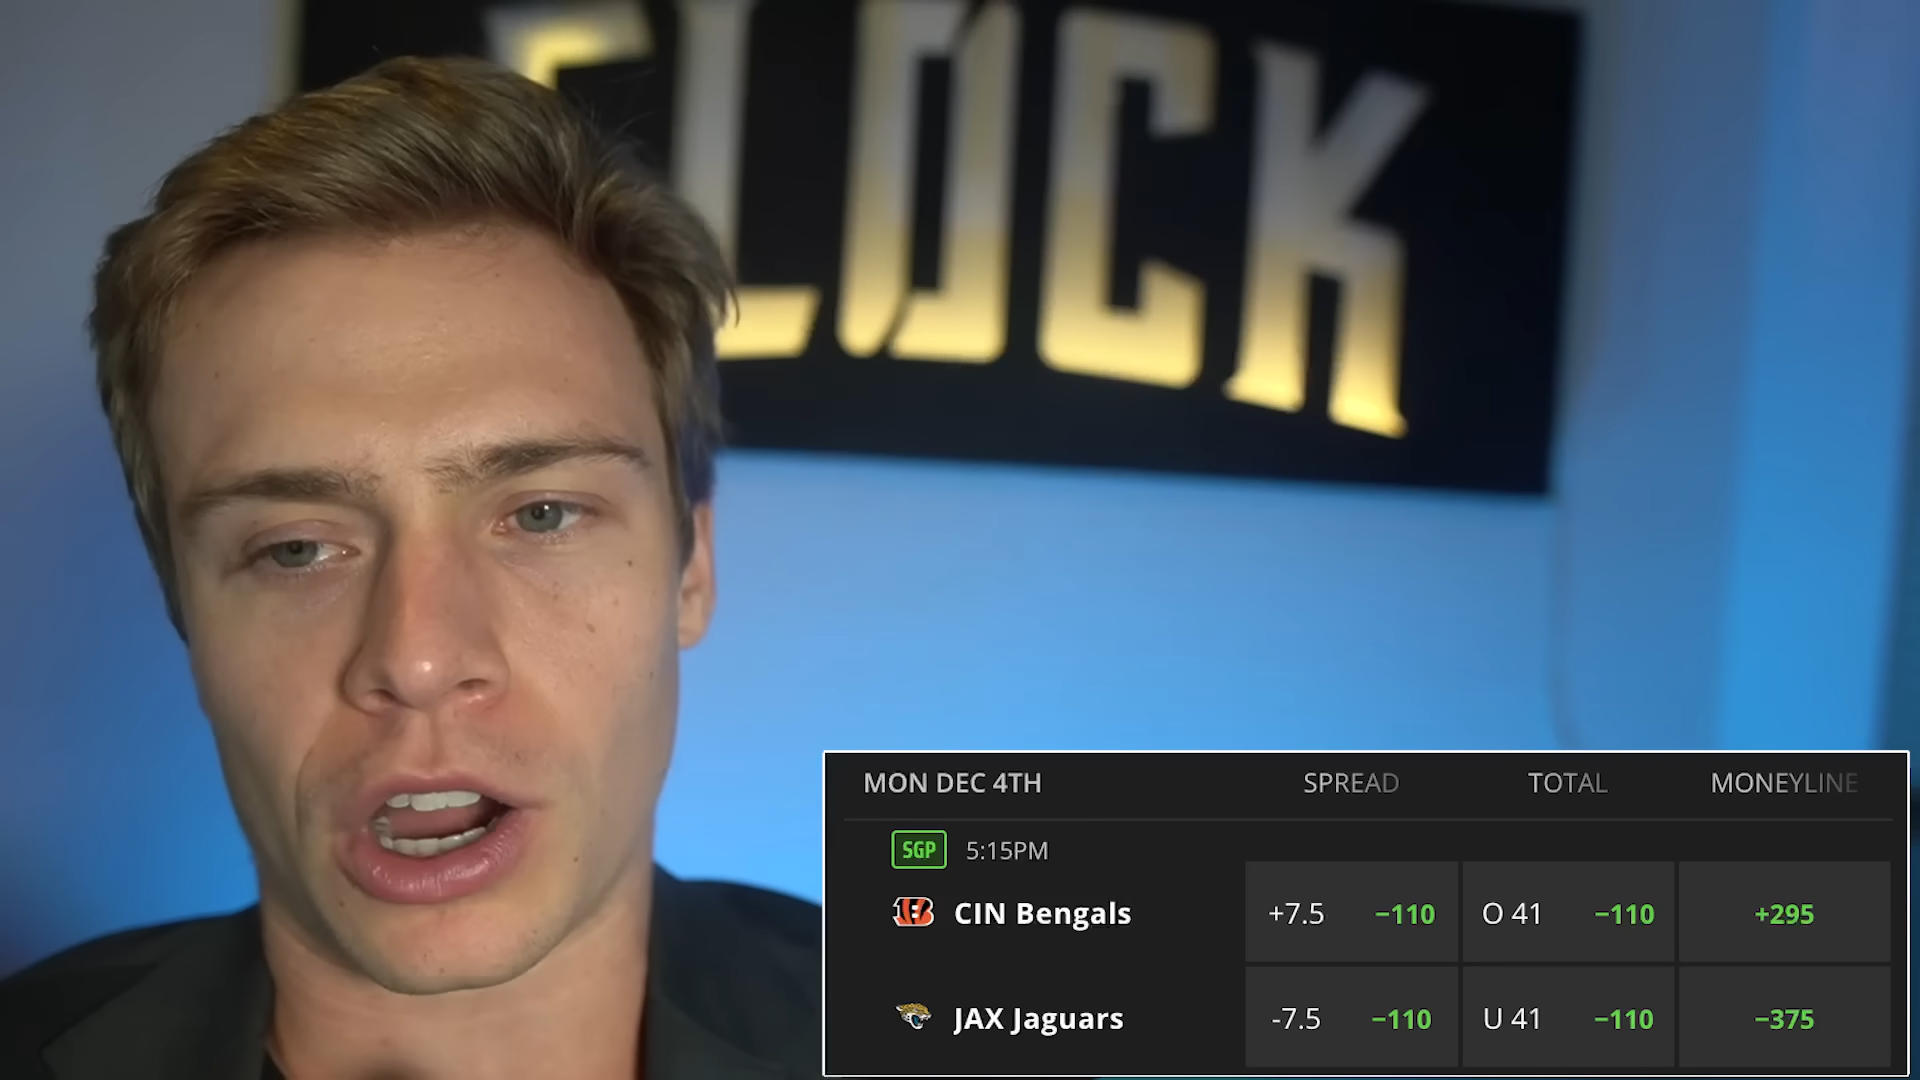 FLOCK
MON DEC 4TH SPREAD TOTAL MONEYLINE
SGP 5:15PM
CIN Bengals +7.5 −110 O 41 −110 +295
JAX Jaguars -7.5 −110 U 41 −110 −375